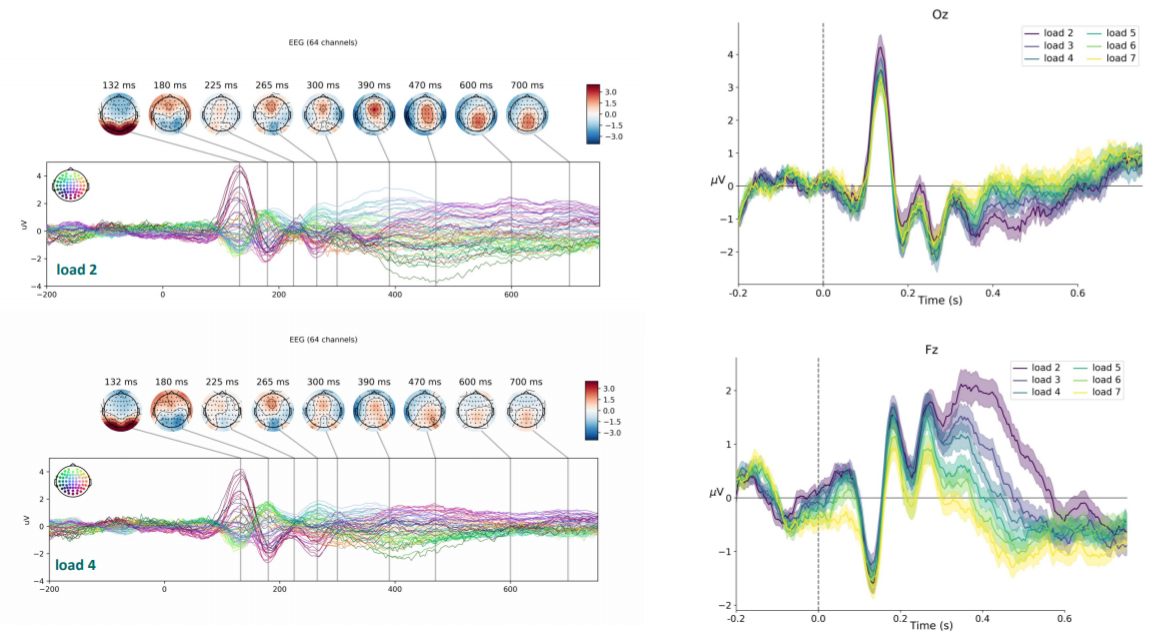 EEG (64 channels)
132 ms 180 ms 225 ms 265 ms 300 ms 390 ms 470 ms 600 ms 700 ms
3.0
1.5
0.0
−1.5
−3.0
4
2
0
−2
−4
uV
load 2
−200 0 200 400 600
Oz
load 2 load 5
load 3 load 6
load 4 load 7
4
3
2
1
0
−1
−2
μV
-0.2 0.0 0.2 0.4 0.6
Time (s)
EEG (64 channels)
132 ms 180 ms 225 ms 265 ms 300 ms 390 ms 470 ms 600 ms 700 ms
3.0
1.5
0.0
−1.5
−3.0
4
2
0
−2
−4
uV
load 4
−200 0 200 400 600
Fz
load 2 load 5
load 3 load 6
load 4 load 7
2
1
0
−1
−2
μV
-0.2 0.0 0.2 0.4 0.6
Time (s)